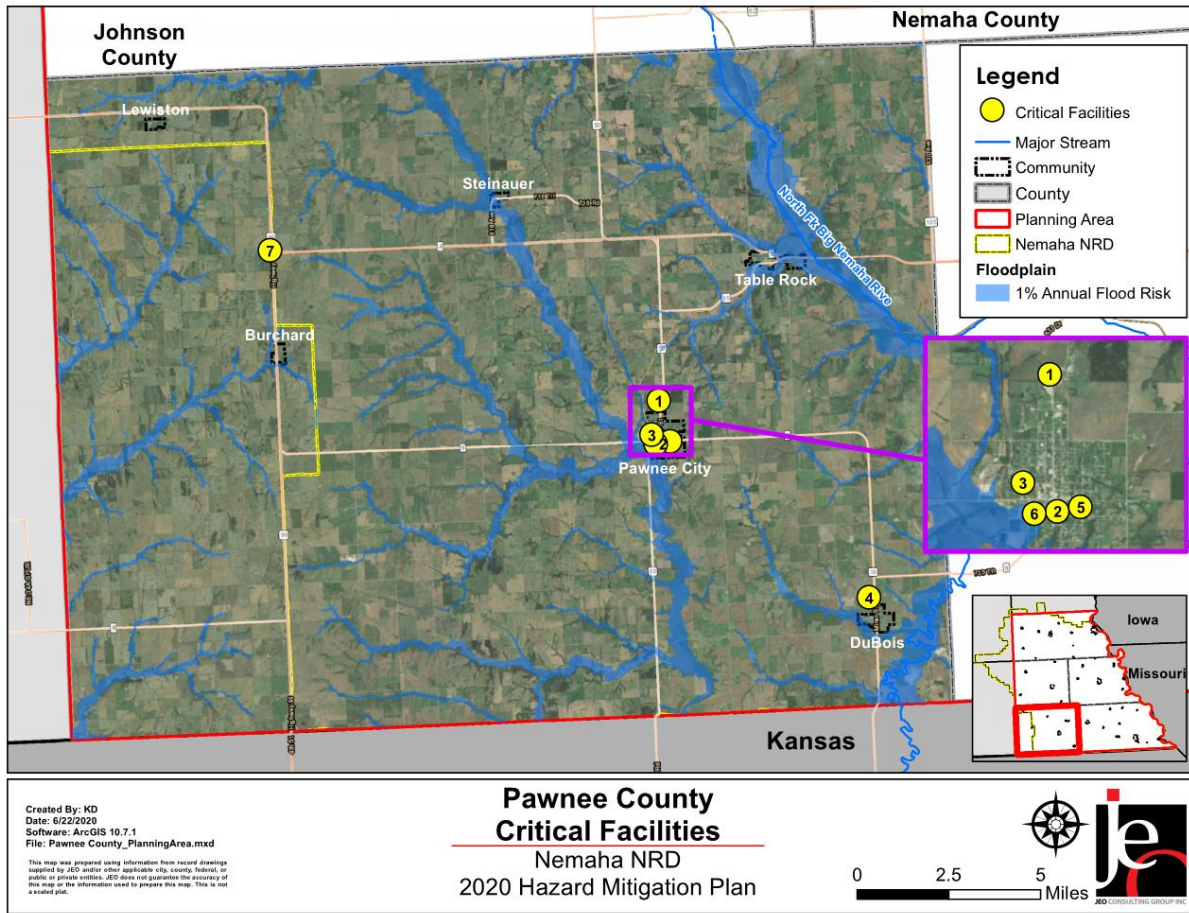 Johnson
County
Nemaha County
Lewiston
Steinauer
Table Rock
North Fk Big Nemaha Rive
7
Burchard
1
3
2
Pawnee City
4
DuBois
Kansas
Legend
Critical Facilities
Major Stream
Community
County
Planning Area
Nemaha NRD
Floodplain
1% Annual Flood Risk
1
3
6
2
5
Iowa
Missouri
Created By: KD
Date: 6/22/2020
Software: ArcGIS 10.7.1
File: Pawnee County_PlanningArea.mxd
This map was prepared using information from record drawings
supplied by JEO and/or other applicable city, county, federal, or
public or private entities. JEO does not guarantee the accuracy of
this map or the information used to prepare this map. This is not
a scaled plat.
Pawnee County
Critical Facilities
Nemaha NRD
2020 Hazard Mitigation Plan
0 2.5 5
Miles
jeo
JEO CONSULTING GROUP INC